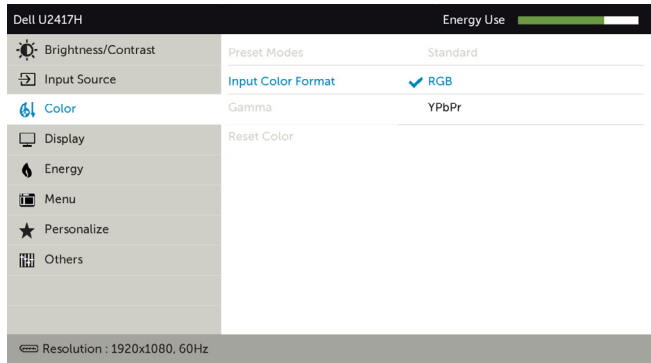 Dell U2417H
Energy Use
Brightness/Contrast
Preset Modes
Standard
Input Source
Input Color Format
RGB
Color
Gamma
YPbPr
Display
Reset Color
Energy
Menu
Personalize
Others
Resolution : 1920x1080, 60Hz